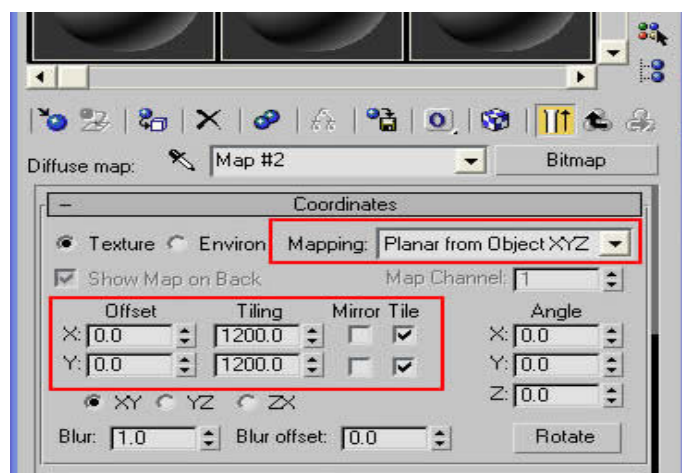 Diffuse map: Map #2 Bitmap
– Coordinates
Texture Environ Mapping: Planar from Object XYZ
Show Map on Back Map Channel: 1
Offset Tiling Mirror Tile Angle
X: 0.0 1200.0 X: 0.0
Y: 0.0 1200.0 Y: 0.0
XY YZ ZX Z: 0.0
Blur: 1.0 Blur offset: 0.0 Rotate